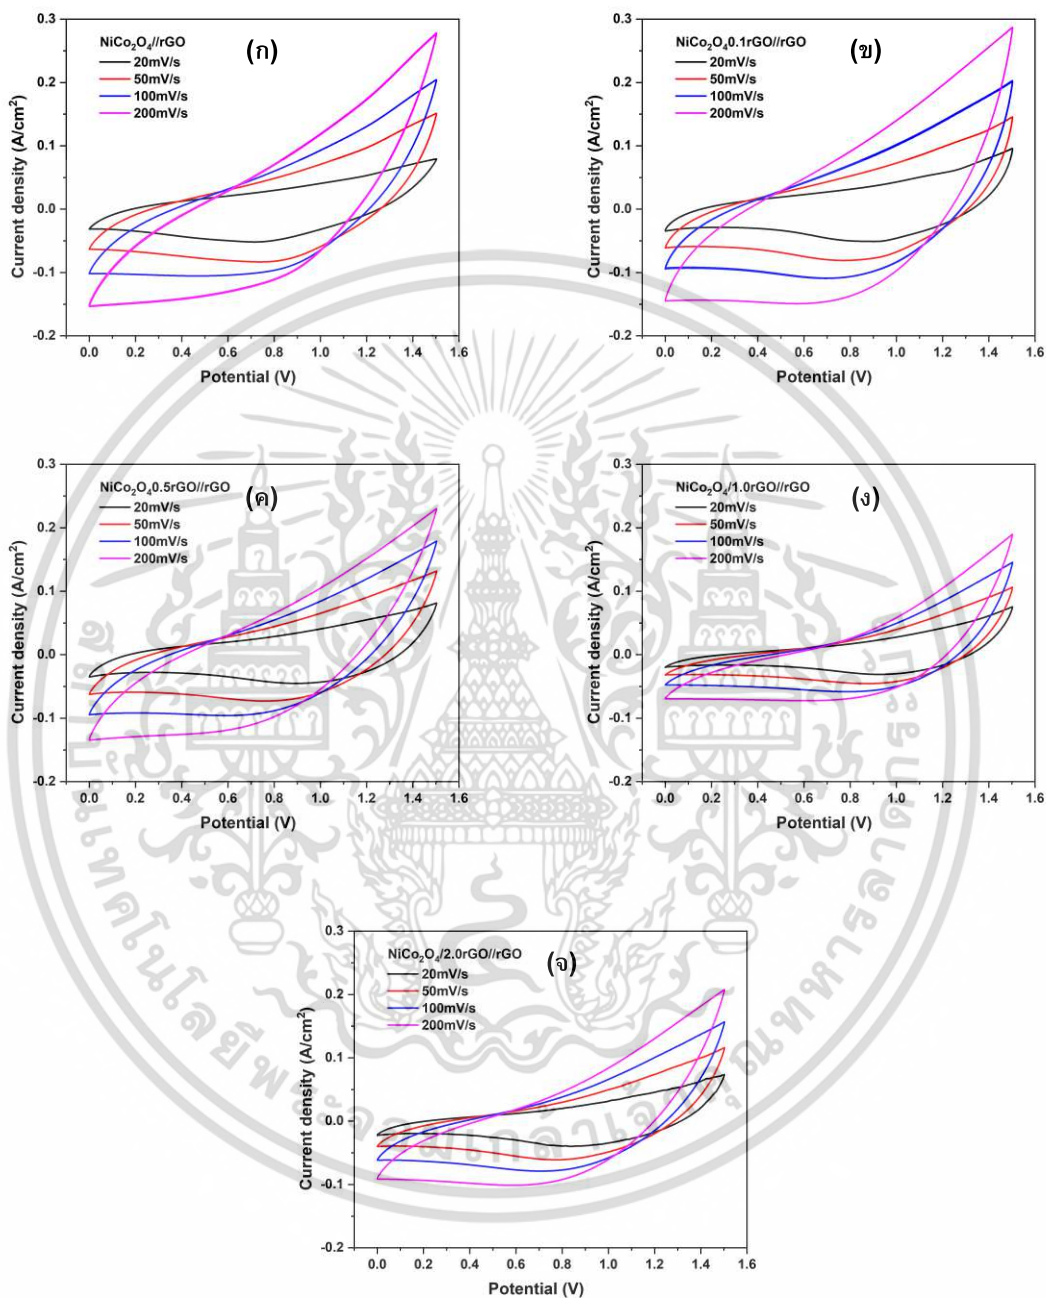 NiCo2O4//rGO
(ก)
20mV/s
50mV/s
100mV/s
200mV/s
Current density (A/cm²)
0.3
0.2
0.1
0.0
-0.1
-0.2
0.0 0.2 0.4 0.6 0.8 1.0 1.2 1.4 1.6
Potential (V)
NiCo2O40.1rGO//rGO
(ข)
20mV/s
50mV/s
100mV/s
200mV/s
Current density (A/cm²)
0.3
0.2
0.1
0.0
-0.1
-0.2
0.0 0.2 0.4 0.6 0.8 1.0 1.2 1.4 1.6
Potential (V)
NiCo2O40.5rGO//rGO
(ค)
20mV/s
50mV/s
100mV/s
200mV/s
Current density (A/cm²)
0.3
0.2
0.1
0.0
-0.1
-0.2
0.0 0.2 0.4 0.6 0.8 1.0 1.2 1.4 1.6
Potential (V)
NiCo2O4/1.0rGO//rGO
(ง)
20mV/s
50mV/s
100mV/s
200mV/s
Current density (A/cm²)
0.3
0.2
0.1
0.0
-0.1
-0.2
0.0 0.2 0.4 0.6 0.8 1.0 1.2 1.4 1.6
Potential (V)
NiCo2O4/2.0rGO//rGO
(จ)
20mV/s
50mV/s
100mV/s
200mV/s
Current density (A/cm²)
0.3
0.2
0.1
0.0
-0.1
-0.2
0.0 0.2 0.4 0.6 0.8 1.0 1.2 1.4 1.6
Potential (V)